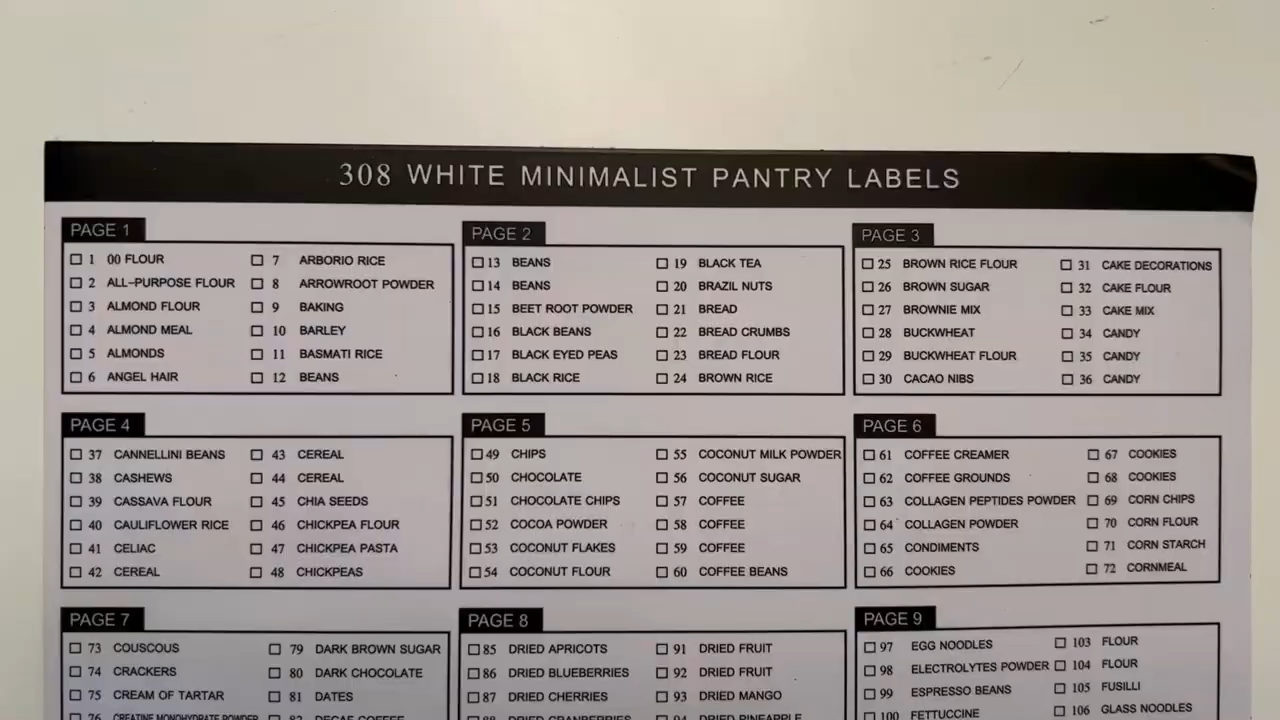 308 WHITE MINIMALIST PANTRY LABELS
PAGE 1
1 00 FLOUR
2 ALL-PURPOSE FLOUR
3 ALMOND FLOUR
4 ALMOND MEAL
5 ALMONDS
6 ANGEL HAIR
7 ARBORIO RICE
8 ARROWROOT POWDER
9 BAKING
10 BARLEY
11 BASMATI RICE
12 BEANS
PAGE 2
13 BEANS
14 BEANS
15 BEET ROOT POWDER
16 BLACK BEANS
17 BLACK EYED PEAS
18 BLACK RICE
19 BLACK TEA
20 BRAZIL NUTS
21 BREAD
22 BREAD CRUMBS
23 BREAD FLOUR
24 BROWN RICE
PAGE 3
25 BROWN RICE FLOUR
26 BROWN SUGAR
27 BROWNIE MIX
28 BUCKWHEAT
29 BUCKWHEAT FLOUR
30 CACAO NIBS
31 CAKE DECORATIONS
32 CAKE FLOUR
33 CAKE MIX
34 CANDY
35 CANDY
36 CANDY
PAGE 4
37 CANNELLINI BEANS
38 CASHEWS
39 CASSAVA FLOUR
40 CAULIFLOWER RICE
41 CELIAC
42 CEREAL
43 CEREAL
44 CEREAL
45 CHIA SEEDS
46 CHICKPEA FLOUR
47 CHICKPEA PASTA
48 CHICKPEAS
PAGE 5
49 CHIPS
50 CHOCOLATE
51 CHOCOLATE CHIPS
52 COCOA POWDER
53 COCONUT FLAKES
54 COCONUT FLOUR
55 COCONUT MILK POWDER
56 COCONUT SUGAR
57 COFFEE
58 COFFEE
59 COFFEE
60 COFFEE BEANS
PAGE 6
61 COFFEE CREAMER
62 COFFEE GROUNDS
63 COLLAGEN PEPTIDES POWDER
64 COLLAGEN POWDER
65 CONDIMENTS
66 COOKIES
67 COOKIES
68 COOKIES
69 CORN CHIPS
70 CORN FLOUR
71 CORN STARCH
72 CORNMEAL
PAGE 7
73 COUSCOUS
74 CRACKERS
75 CREAM OF TARTAR
76 CREATINE MONOHYDRATE POWDER
79 DARK BROWN SUGAR
80 DARK CHOCOLATE
81 DATES
82 DECAF COFFEE
PAGE 8
85 DRIED APRICOTS
86 DRIED BLUEBERRIES
87 DRIED CHERRIES
88 DRIED CRANBERRIES
91 DRIED FRUIT
92 DRIED FRUIT
93 DRIED MANGO
94 DRIED PINEAPPLE
PAGE 9
97 EGG NOODLES
98 ELECTROLYTES POWDER
99 ESPRESSO BEANS
100 FETTUCCINE
103 FLOUR
104 FLOUR
105 FUSILLI
106 GLASS NOODLES